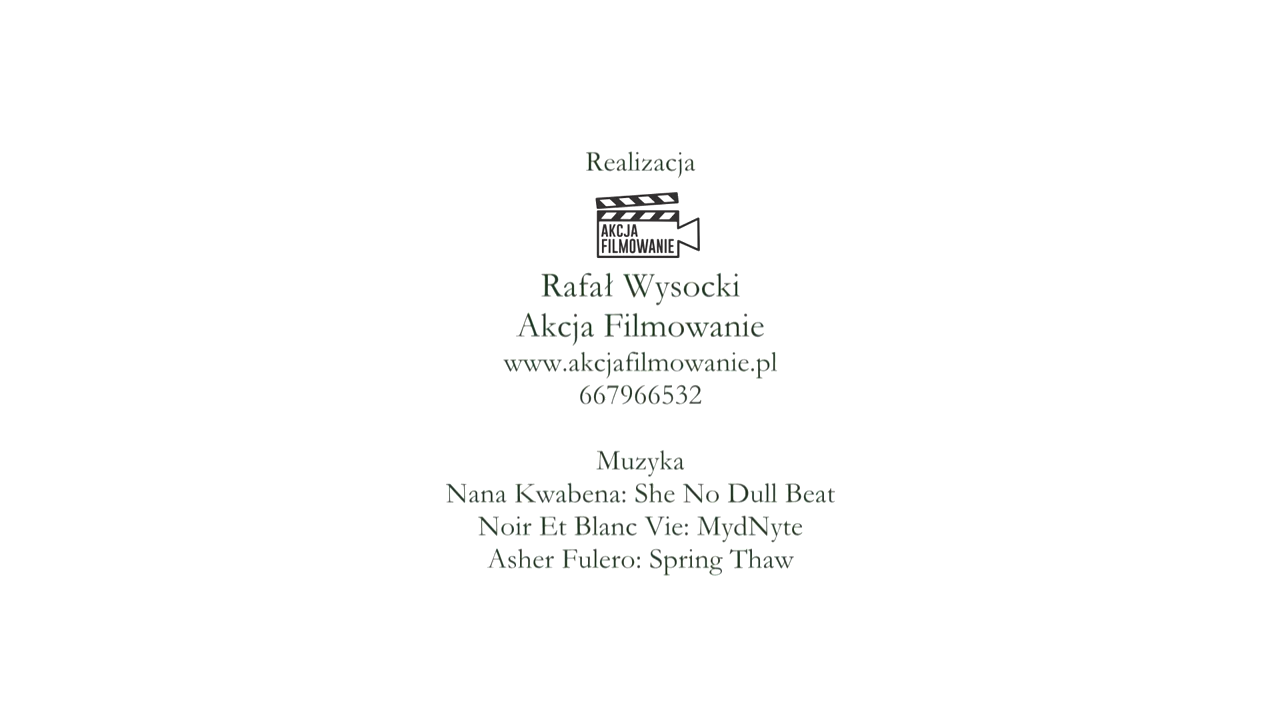 Realizacja
AKCJA
FILMOWANIE
Rafał Wysocki
Akcja Filmowanie
www.akcjafilmowanie.pl
667966532
Muzyka
Nana Kwabena: She No Dull Beat
Noir Et Blanc Vie: MydNyte
Asher Fulero: Spring Thaw